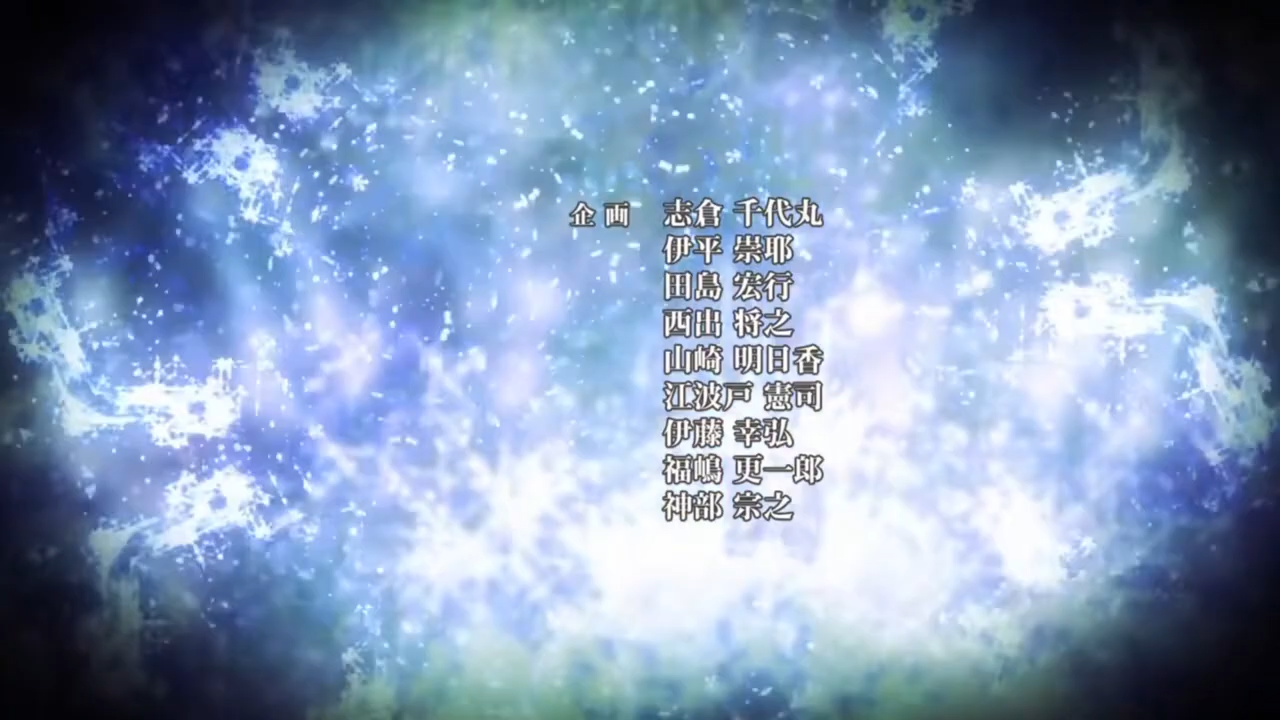 企画 志倉 千代丸
伊平 崇耶
田島 宏行
西出 将之
山崎 明日香
江波戸 憲司
伊藤 幸弘
福嶋 更一郎
神部 宗之